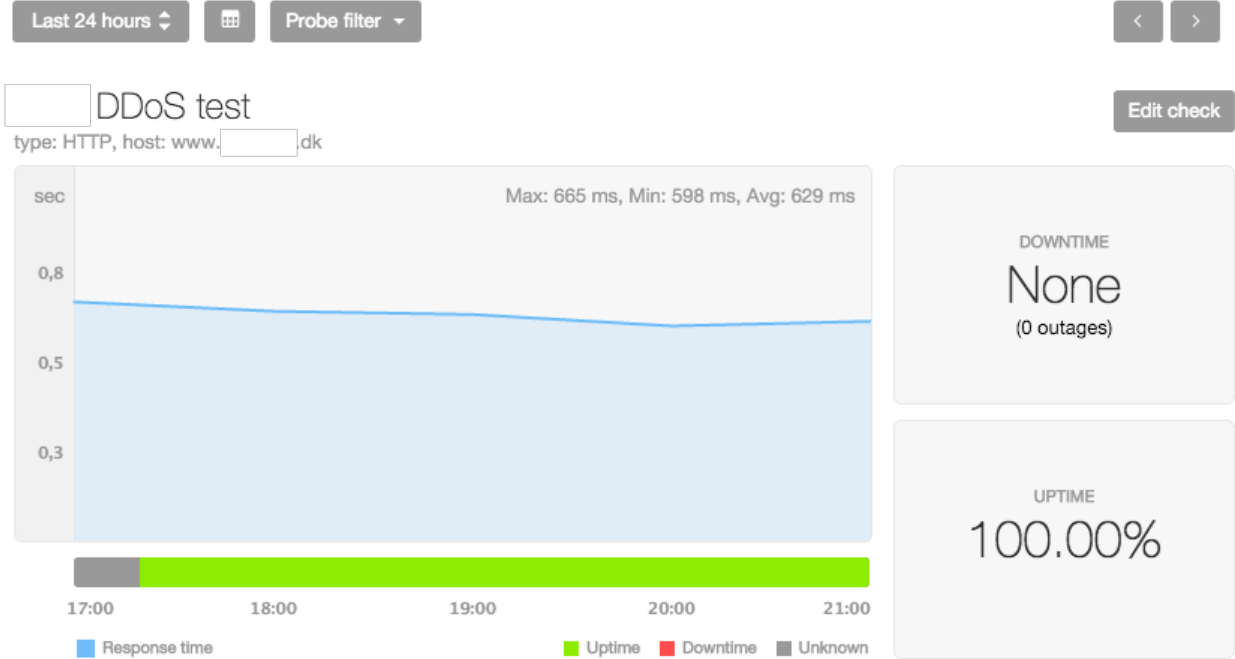 Last 24 hours
Probe filter
DDoS test
Edit check
type: HTTP, host: www. .dk
sec
Max: 665 ms, Min: 598 ms, Avg: 629 ms
0,8
0,5
0,3
17:00 18:00 19:00 20:00 21:00
Response time Uptime Downtime Unknown
DOWNTIME
None
(0 outages)
UPTIME
100.00%